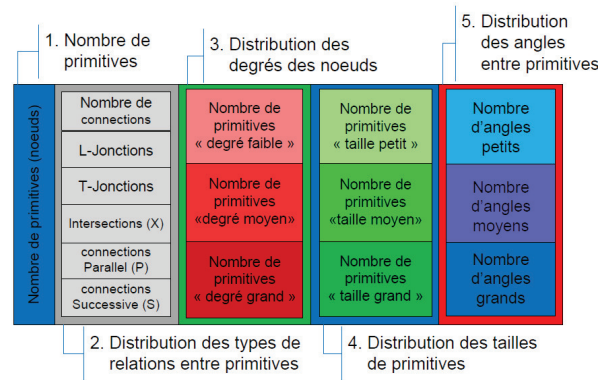 1. Nombre de
primitives
3. Distribution des
degrés des noeuds
5. Distribution
des angles
entre primitives
Nombre de primitives (noeuds)
Nombre de
connections
L-Jonctions
T-Jonctions
Intersections (X)
connections
Parallel (P)
connections
Successive (S)
Nombre de
primitives
« degré faible »
Nombre de
primitives
«degré moyen»
Nombre de
primitives
« degré grand »
Nombre de
primitives
« taille petit »
Nombre de
primitives
«taille moyen»
Nombre de
primitives
« taille grand »
Nombre
d'angles
petits
Nombre
d'angles
moyens
Nombre
d'angles
grands
2. Distribution des types de
relations entre primitives
4. Distribution des tailles
de primitives